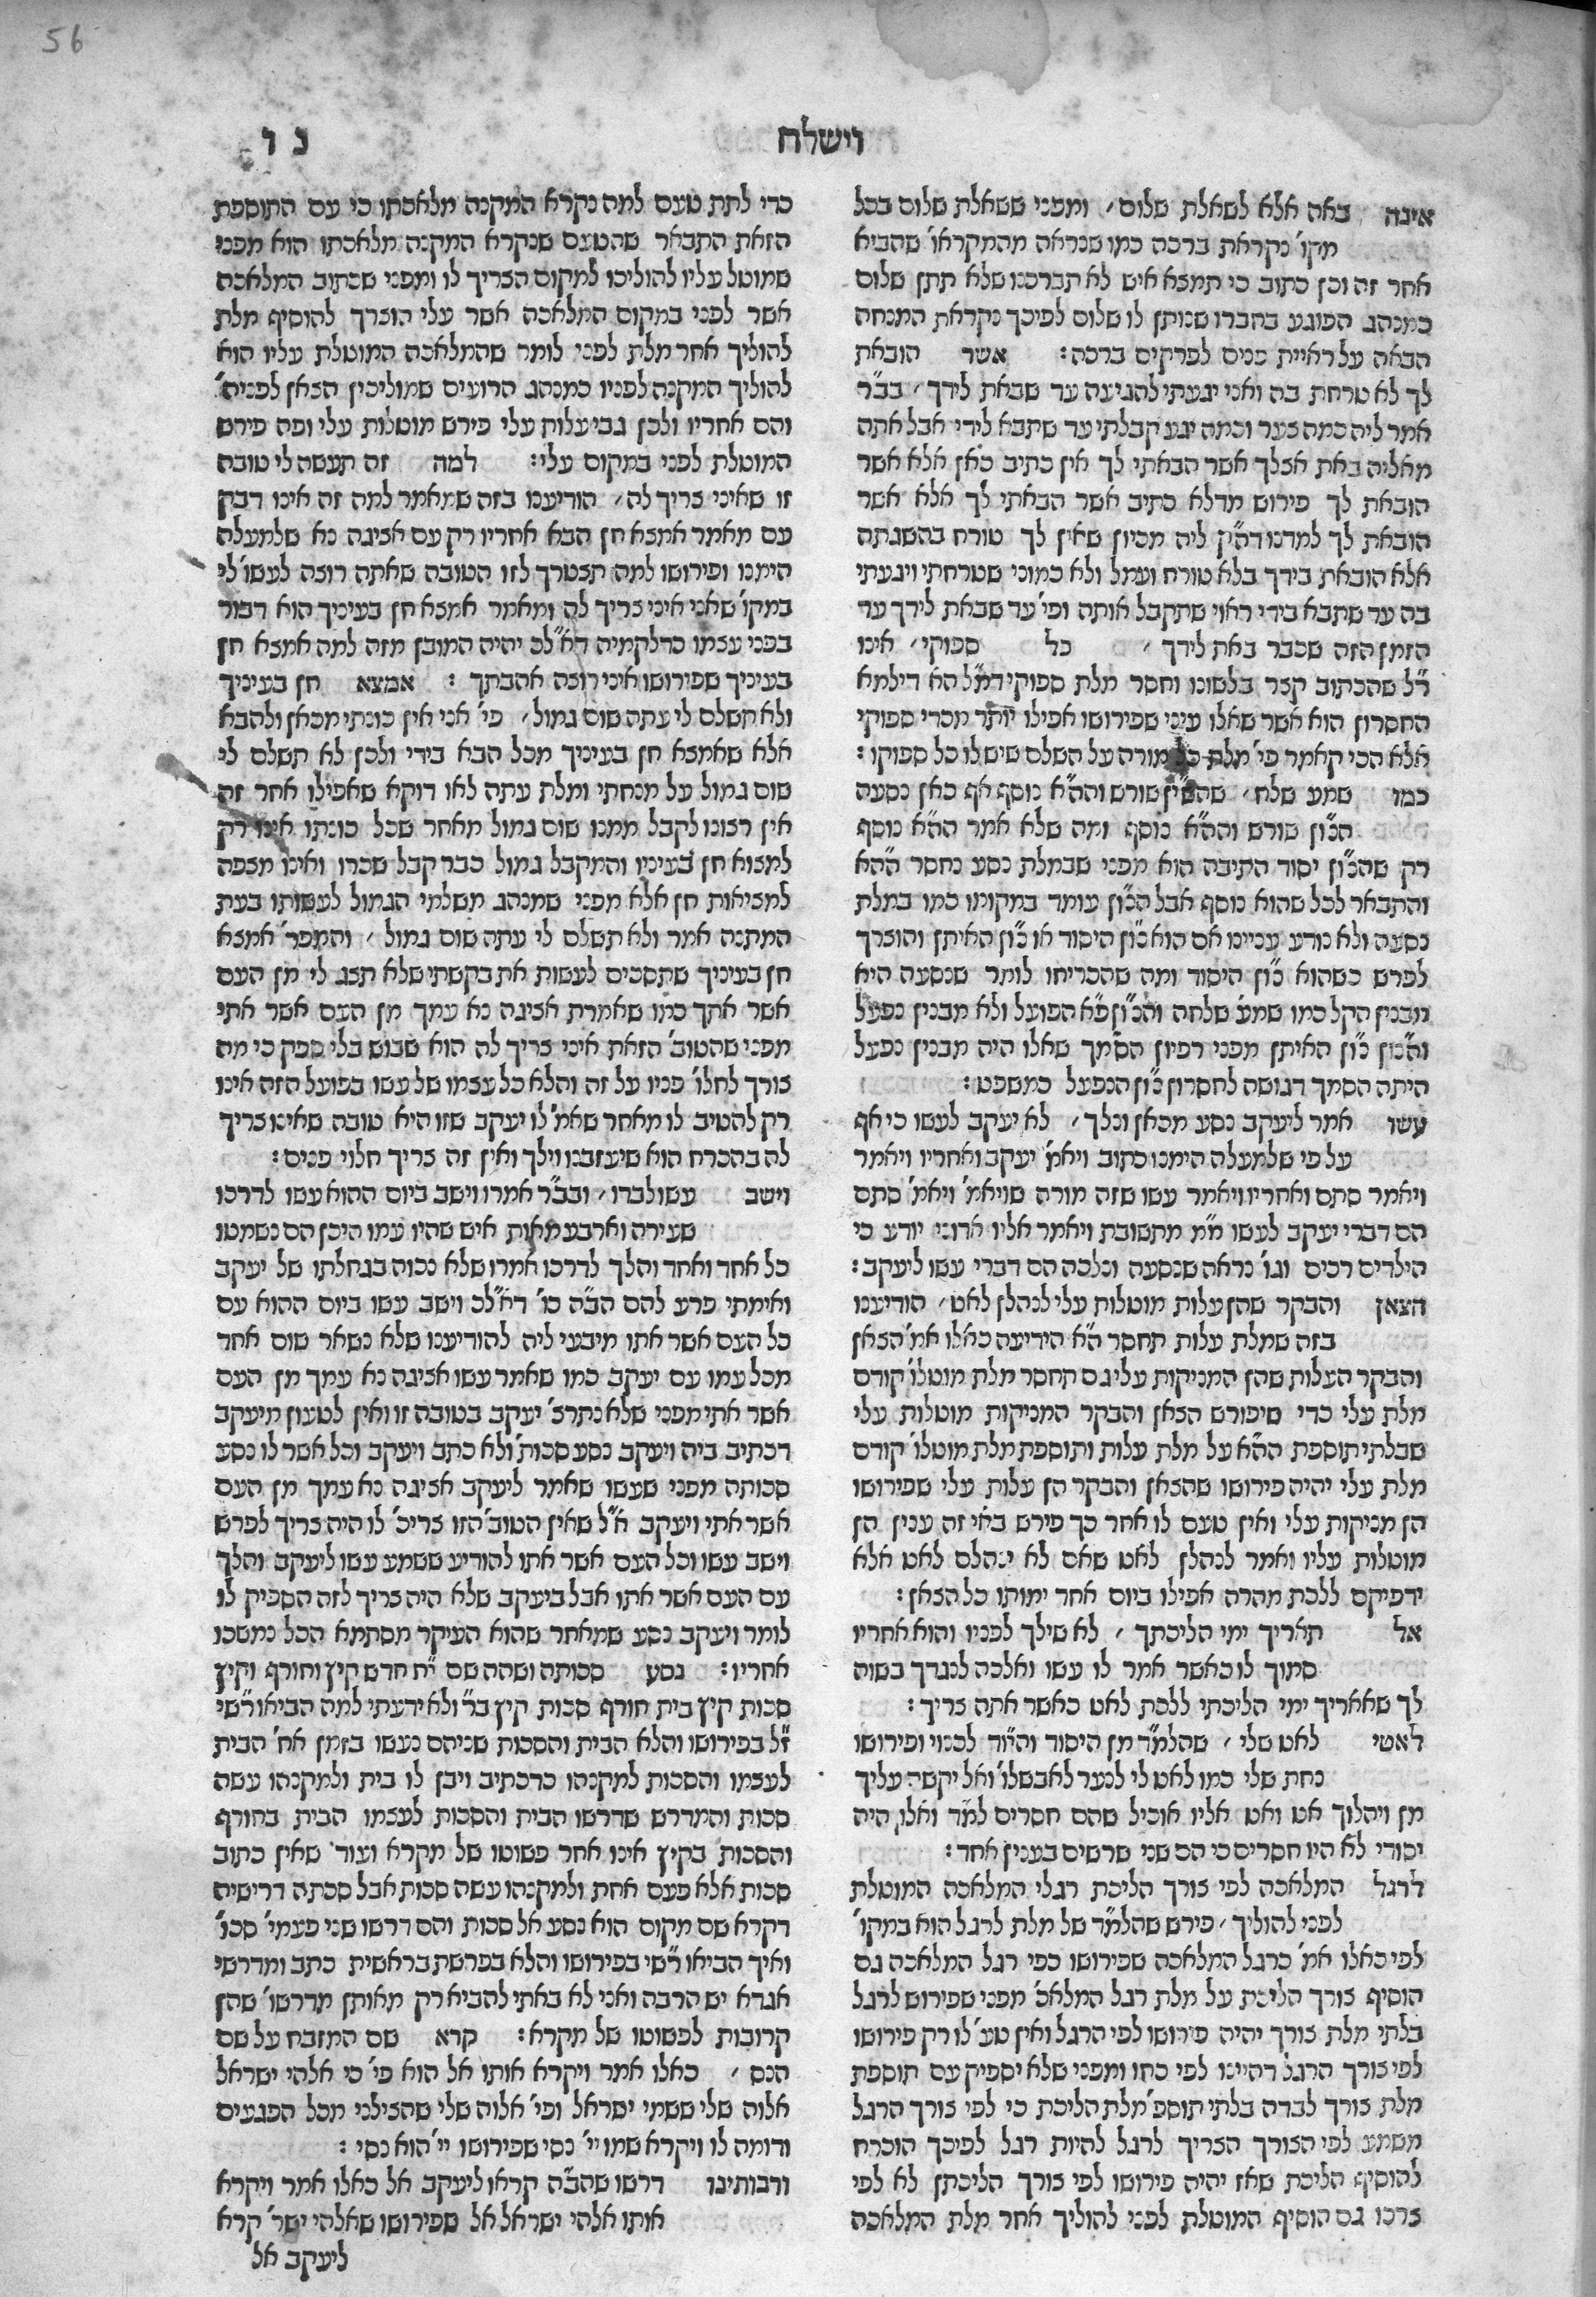 56
וישלח
נו
אינה באה אלא לשאלת שלום, ומפני ששאלת שלום בכל
מקו' נקראת ברכה כמו שנראה מהמקראו' שהביא
אחר זה וכן כתוב כי תמצא איש לא תברכנו שלא תתן שלום
כמנהג הפוגע בחברו שנותן לו שלום לפיכך נקראת המנחה
הבאה על ראיית פנים לפרקים ברכה: אשר הובאת
לך לא טרחת בה ואני יגעתי להגיעה עד שבאת לידך, בב"ר
אמר ליה כמה צער וכמה יגע קבלתי עד שתבא לידי אבל אתה
מאליה באת אצלך אשר הבאתי לך אין כתיב כאן אלא אשר
הובאת לך פירוש מדלא כתיב אשר הבאתי לך אלא אשר
הובאת לך למדנו דה"ק ליה מכיון שאין לך טורח בהשגתה
אלא הובאת בידך בלא טורח ועמל ולא כמוני שטרחתי ויגעתי
בה עד שתבא בידי ראוי שתקבל אותה ופי' עד שבאת לידך עד
הזמן הזה שכבר באת לידך, כל ספוקי, אינו
ר"ל שהכתוב קצר בלשונו וחסר מלת ספוקי דמ"ל הא דילמא
החסרון הוא אשר שאלו עיני שפירושו אפילו יותר מכדי ספוקי
אלא הכי קאמר פי' מלת כל מורה על השלם שיש לו כל ספוקו:
כמו שמע שלח, שהשי"ן שורש והה"א נוסף אף כאן נסעה
הנו"ן שורש והה"א נוסף ומה שלא אמר הה"א נוסף
רק שהנו"ן יסוד התיבה הוא מפני שבמלת נסע נחסר הה"א
והתבאר לכל שהוא נוסף אבל הנו"ן עומד במקומו כמו במלת
נסעה ולא נודע עניינו אם הוא נו"ן היסוד או נו"ן האיתן והוצרך
לפרש כשהוא נו"ן היסוד ומה שהכריחו לומר שנסעה היא
מבנין הקל כמו שמע שלחה והנו"ן פ"א הפועל ולא מבנין נפעל
והנו"ן נו"ן האיתן מפני רפיון הסמ"ך שאלו היה מבנין נפעל
היתה הסמך דגושה לחסרון נו"ן הנפעל כמשפט:
עשו אמר ליעקב נסע מכאן ונלך, לא יעקב לעשו כי אף
על פי שלמעלה הימנו כתוב ויאמ' יעקב ואחריו ויאמר
ויאמר סתם ואחריו ויאמר עשו שזה מורה שויאמ' ויאמ' סתם
הם דברי יעקב לעשו מ"מ מתשובת ויאמר אליו אדוני יודע כי
הילדים רכים וגו' נראה שנסעה ונלכה הם דברי עשו ליעקב:
הצאן והבקר שהן עלות מוטלות עלי לנהלן לאט, הודיענו
בזה שמלת עלות תחסר ה"א הידיעה כאלו אמ' הצאן
והבקר העלות שהן המניקות עלי גם תחסר מלת מוטלו' קודם
מלת עלי כדי שיפורש הצאן והבקר המניקות מוטלות עלי
שבלתי תוספת הה"א על מלת עלות ותוספת מלת מוטלו' קודם
מלת עלי יהיה פירושו שהצאן והבקר הן עלות עלי שפירושו
הן מניקות עלי ואין טעם לו אחר כך פירש באי זה ענין הן
מוטלות עליו ואמר לנהלן לאט שאם לא ינהלם לאט אלא
ידפיקם ללכת מהרה אפילו ביום אחד ימותו כל הצאן:
אל תאריך ימי הליכתך, לא שילך לפניו והוא אחריו
סתוך לו כאשר אמר לו עשו ואלכה לנגדך בשוה
לך שאאריך ימי הליכתי ללכת לאט כאשר אתה צריך:
לאטי לאט שלי, שהלמ"ד מן היסוד והיו"ד לכנוי ופירושו
נחת שלי כמו לאט לי לנער לאבשלו' ואל יקשה עליך
מן ויהלוך אט ואט אליו אוכיל שהם חסרים למ"ד ואלו היה
יסודי לא היו חסרים כי הם שני שרשים בענין אחד:
לרגל המלאכה לפי צורך הליכת רגלי המלאכה המוטלת
לפני להוליך, פירש שהלמ"ד של מלת לרגל הוא במקו'
לפי כאלו אמ' כרגל המלאכה שפירושו כפי רגל המלאכה גם
הוסיף צורך הליכת על מלת רגל המלאכ' מפני שפירוש לרגל
בלתי מלת צורך יהיה פירושו לפי הרגל ואין טע' לו רק פירושו
לפי צורך הרגל דהיינו לפי כחו ומפני שלא יספיק עם תוספת
מלת צורך לבדה בלתי תוספ' מלת הליכת כי לפי צורך הרגל
משמע לפי הצורך הצריך לרגל להיות רגל לפיכך הוכרח
להוסיף הליכת שאז יהיה פירושו לפי צורך הליכתן לא לפי
צרכו גם הוסיף המוטלת לפני להוליך אחר מלת המלאכה
כדי לתת טעם למה נקרא המקנה מלאכתו כי עם התוספת
הזאת התבאר שהטעם שנקרא המקנה מלאכתו הוא מפני
שמוטל עליו להוליכו למקום הצריך לו ומפני שכתוב המלאכה
אשר לפני במקום המלאכה אשר עלי הוצרך להוסיף מלת
להוליך אחר מלת לפני לומר שהמלאכה המוטלת עליו הוא
להוליך המקנה לפניו כמנהג הרועים שמוליכין הצאן לפניה'
והם אחריו ולכן גבי עלות עלי פירש מוטלות עלי ופה פירש
המוטלת לפני במקום עלי: למה זה תעשה לי טובה
זו שאיני צריך לה, הודיענו בזה שמאמר למה זה אינו דבק
עם מאמר אמצא חן הבא אחריו רק עם אציגה נא שלמעלה
הימנו ופירושו למה תצטרך לזו הטובה שאתה רוצה לעשו' לי
במקו' שאני איני צריך לה ומאמר אמצא חן בעיניך הוא דבור
בפני עצמו כדלקמיה דאל"כ יהיה המובן מזה למה אמצא חן
בעיניך שפירושו איני רוצה אהבתך: אמצא חן בעיניך
ולא תשלם לי עתה שום גמול, פי' אני אין כונתי מכאן ולהבא
אלא שאמצא חן בעיניך מכל הבא בידי ולכן לא תשלם לי
שום גמול על מנחתי ומלת עתה לאו דוקא שאפילו אחר זה
אין רצונו לקבל ממנו שום גמול מאחר שכל כונתו אינו רק
למצוא חן בעיניו והמקבל גמול כבר קבל שכרו ואינו מצפה
למציאות חן אלא מפני שמנהג משלמי הגמול לעשותו בעת
המתנה אמר ולא תשלם לי עתה שום גמול, והמפר' אמצא
חן בעיניך שתסכים לעשות את בקשתי שלא תצג לי מן העם
אשר אתך כמו שאמרת אציגה נא עמך מן העם אשר אתי
מפני שהטוב' הזאת איני צריך לה הוא שבוש בלי ספק כי מה
צורך לחלו' פניו על זה והלא כל עצמו של עשו בפועל הזה אינו
רק להטיב לו מאחר שאמ' לו יעקב שזו היא טובה שאינו צריך
לה בהכרח הוא שיעזבנו וילך ואין זה צריך חלוי פנים:
וישב עשו לבדו, ובב"ר אמרו וישב ביום ההוא עשו לדרכו
שעירה וארבע מאות איש שהיו עמו היכן הם נשמטו
כל אחד ואחד והלך לדרכו אמרו שלא נכוה בגחלתו של יעקב
ואימתי פרע להם הב"ה כו' דאל"כ וישב עשו ביום ההוא עם
כל העם אשר אתו מיבעי ליה להודיענו שלא נשאר שום אחד
מכל עמו עם יעקב כמו שאמר עשו אציגה נא עמך מן העם
אשר אתי מפני שלא נתרצ' יעקב בטובה זו ואין לטעון מיעקב
דכתיב ביה ויעקב נסע סכות' ולא כתב ויעקב וכל אשר לו נסע
סכותה מפני שעשו שאמר ליעקב אציגה נא עמך מן העם
אשר אתי ויעקב א"ל שאין הטוב' הזו צריכ' לו היה צריך לפרש
וישב עשו וכל העם אשר אתו להודיע ששמע עשו ליעקב והלך
עם העם אשר אתו אבל ביעקב שלא היה צריך לזה הספיק לו
לומר ויעקב נסע שמאחר שהוא העיקר מסתמא הכל נמשכו
אחריו: נסע סכותה ושהה שם י"ח חדש קיץ וחורף וקיץ
סכות קיץ בית חורף סכות קיץ ב"ר ולא ידעתי למה הביאו רש"י
ז"ל בפירושו והלא הבית והסכות שניהם נעשו בזמן אח' הבית
לעצמו והסכות למקנהו כדכתיב ויבן לו בית ולמקנהו עשה
סכות והמדרש שדרשו הבית והסכות לעצמו הבית בחורף
והסכות בקיץ אינו אחר פשוטו של מקרא ועוד שאין כתוב
סכות אלא פעם אחת ולמקנהו עשה סכות אבל סכתה דרישיה
דקרא שם מקום הוא נסע אל סכות והם דרשו שני פעמי' סכו'
ואיך הביאו רש"י בפירושו והלא בפרשת בראשית כתב ומדרשי
אגדא יש הרבה ואני לא באתי להביא רק מאותן מדרשו' שהן
קרובות לפשוטו של מקרא: קרא שם המזבח על שם
הנס, כאלו אמר ויקרא אותו אל הוא פי' כי אלהי ישראל
אלוה שלי ששמי ישראל ופי' אלוה שלי שהצילני מכל הפגעים
ודומה לו ויקרא שמו יי' נסי שפירושו יי' הוא נסי:
ורבותינו דרשו שהב"ה קראו ליעקב אל כאלו אמר ויקרא
אותו אלהי ישראל אל שפירושו שאלהי ישר' קרא
ליעקב אל